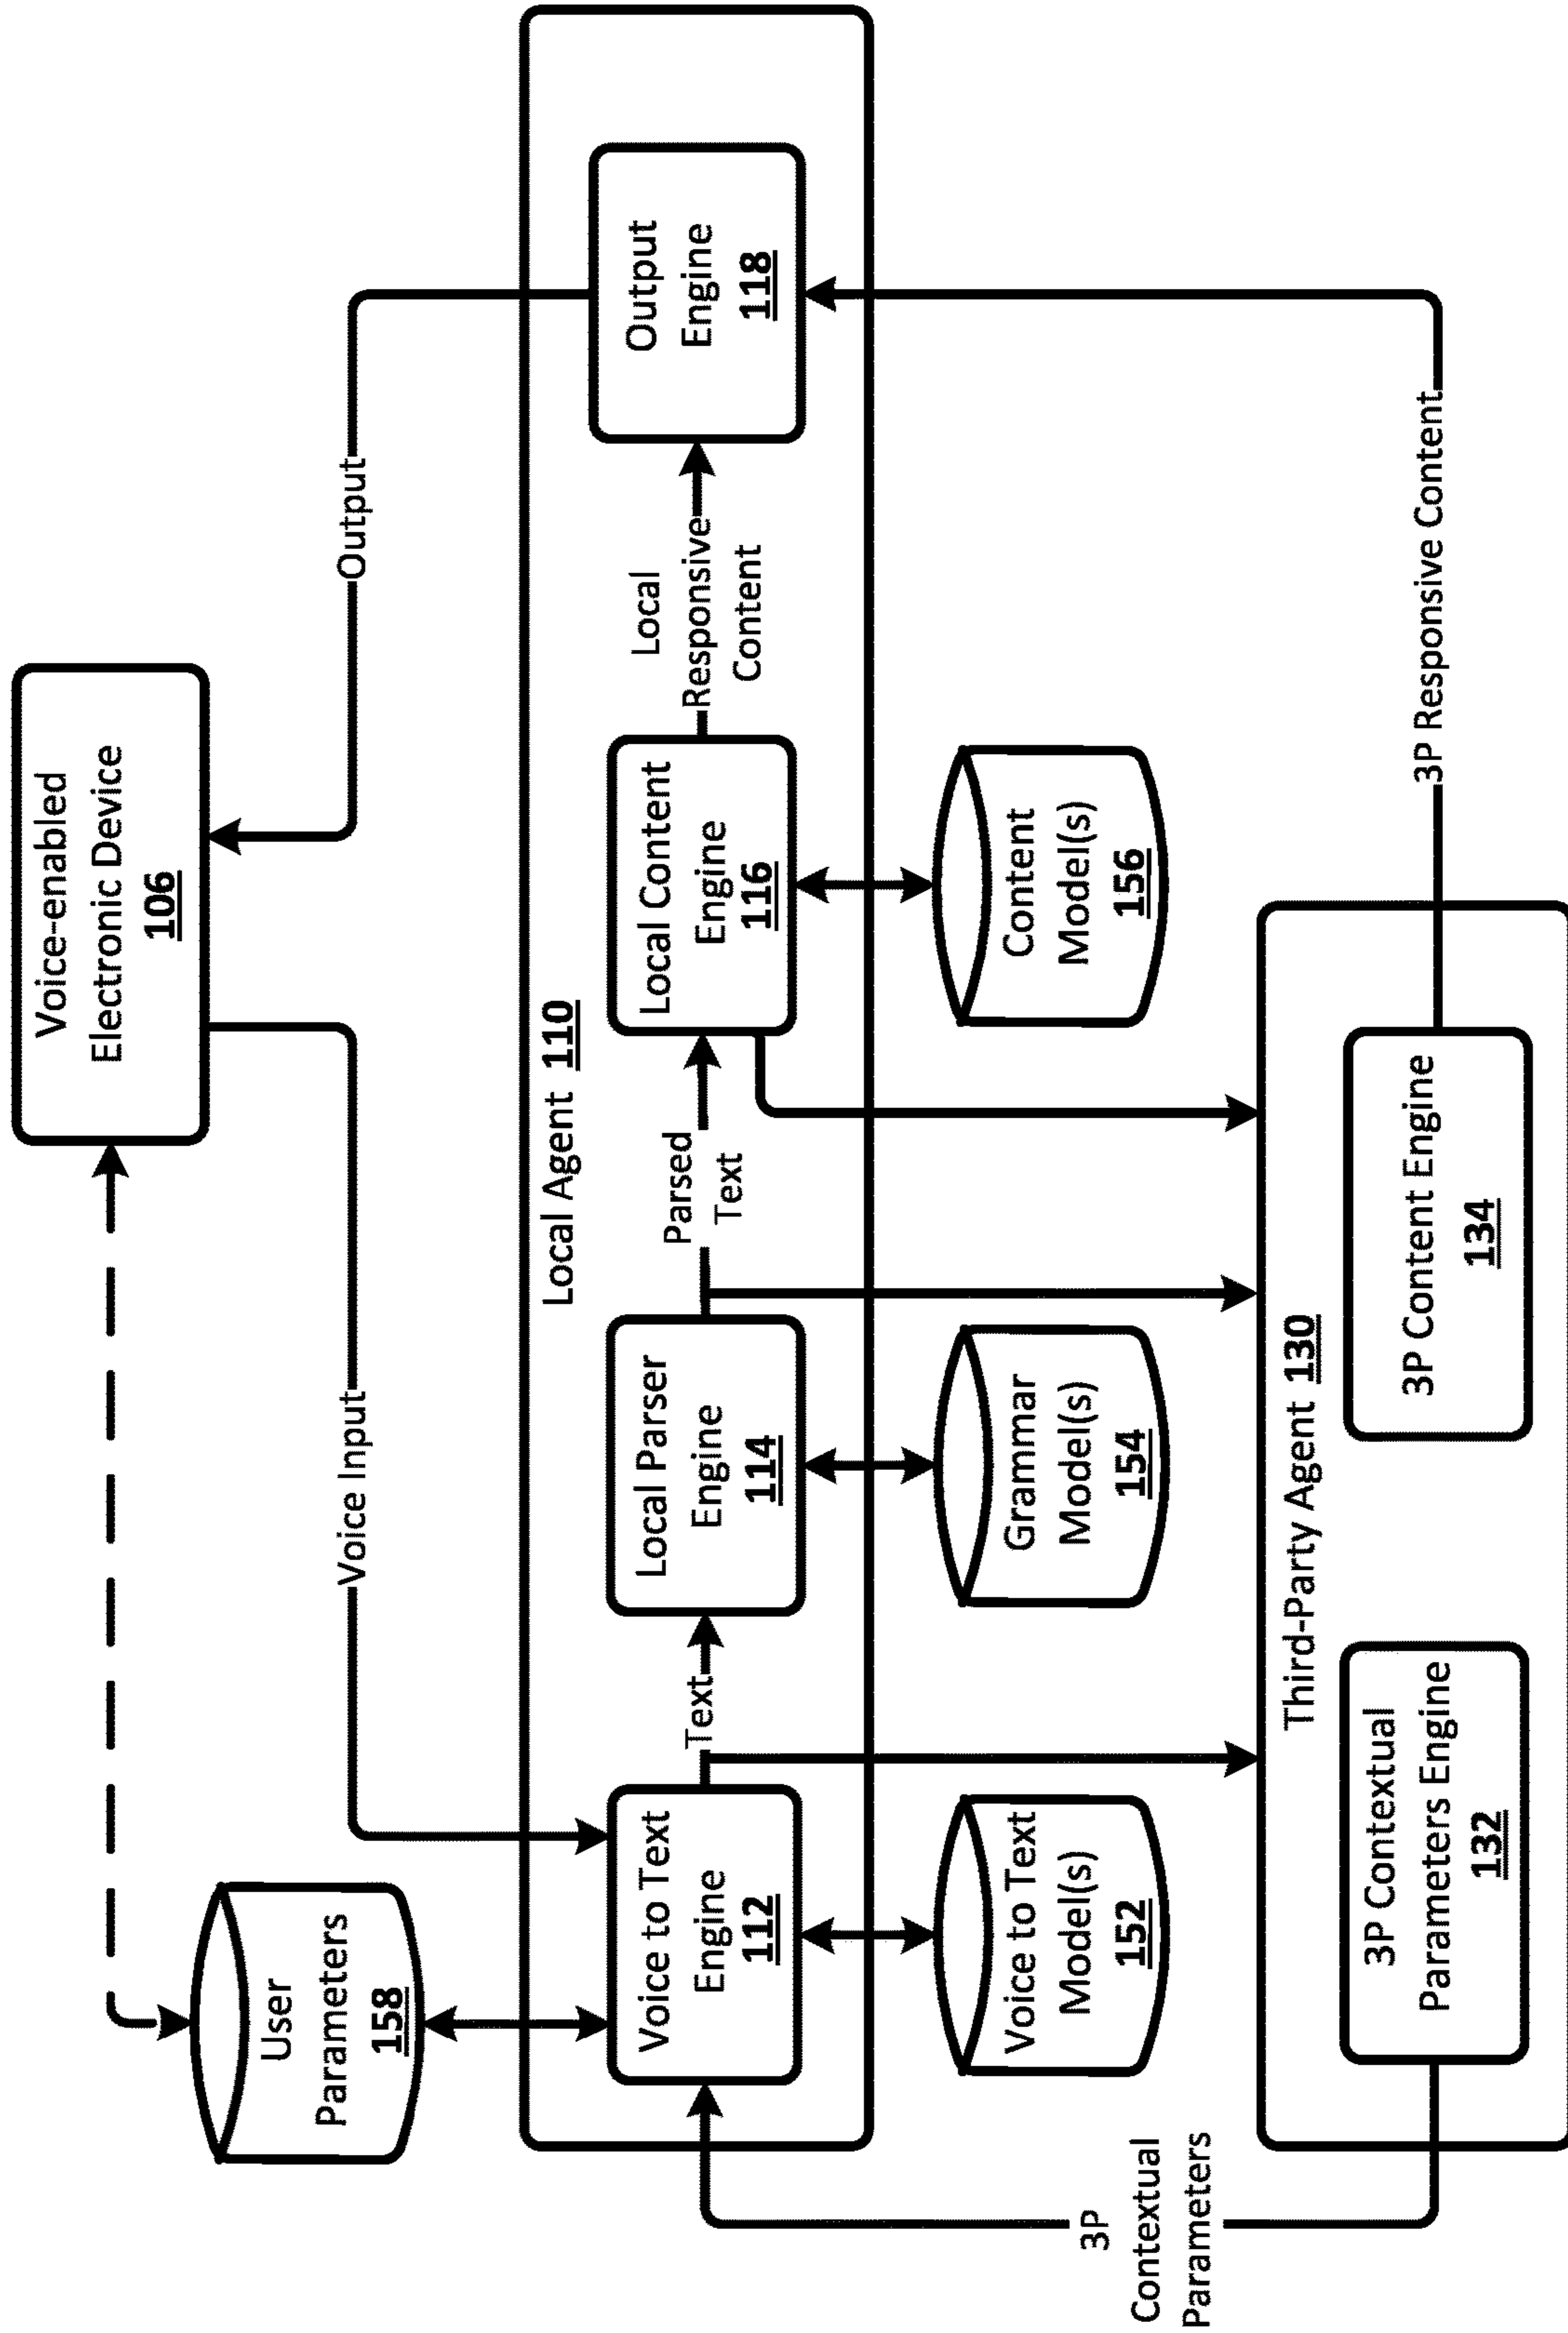 Voice-enabled
Electronic Device
106
User
Parameters
158
Voice Input
Output
Local Agent 110
Voice to Text
Engine
112
Text
Local Parser
Engine
114
Parsed
Text
Local Content
Engine
116
Local
Responsive
Content
Output
Engine
118
Voice to Text
Model(s)
152
Grammar
Model(s)
154
Content
Model(s)
156
3P
Contextual
Parameters
Third-Party Agent 130
3P Contextual
Parameters Engine
132
3P Content Engine
134
3P Responsive Content